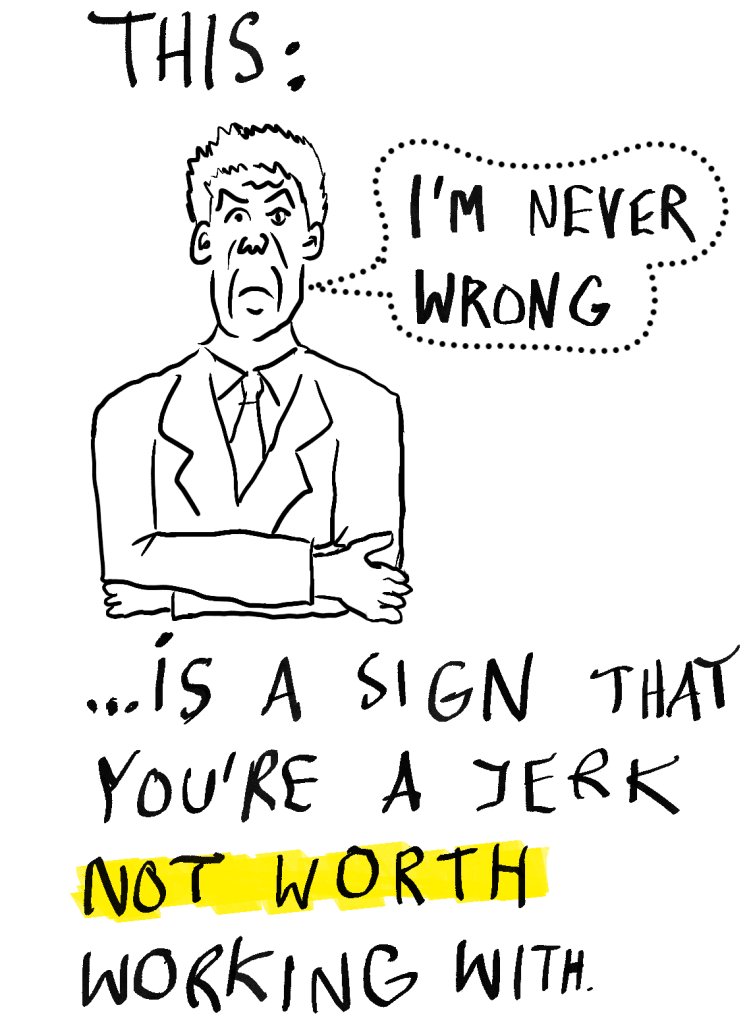 THIS:
I'M NEVER
WRONG
...IS A SIGN THAT
YOU'RE A JERK
NOT WORTH
WORKING WITH.